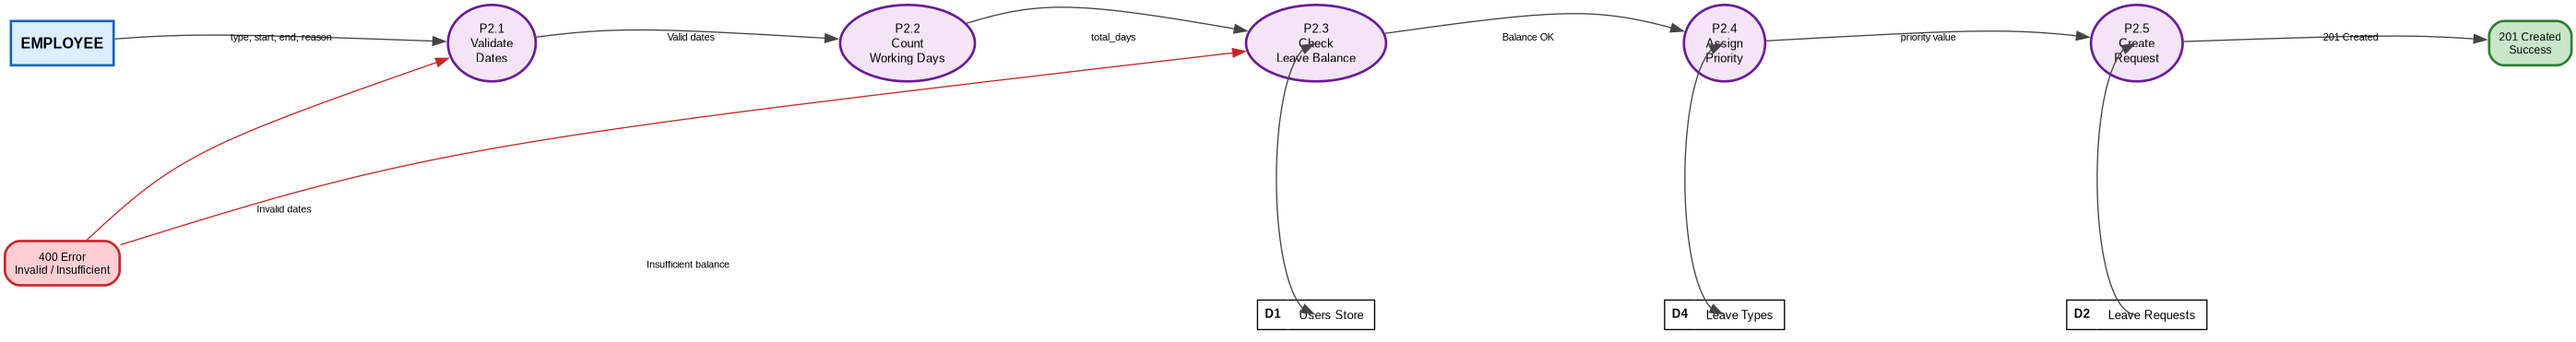 EMPLOYEE
type, start, end, reason
P2.1
Validate
Dates
Valid dates
P2.2
Count
Working Days
total_days
P2.3
Check
Leave Balance
Balance OK
P2.4
Assign
Priority
priority value
P2.5
Create
Request
201 Created
201 Created
Success
Invalid dates
400 Error
Invalid / Insufficient
Insufficient balance
D1 Users Store
D4 Leave Types
D2 Leave Requests